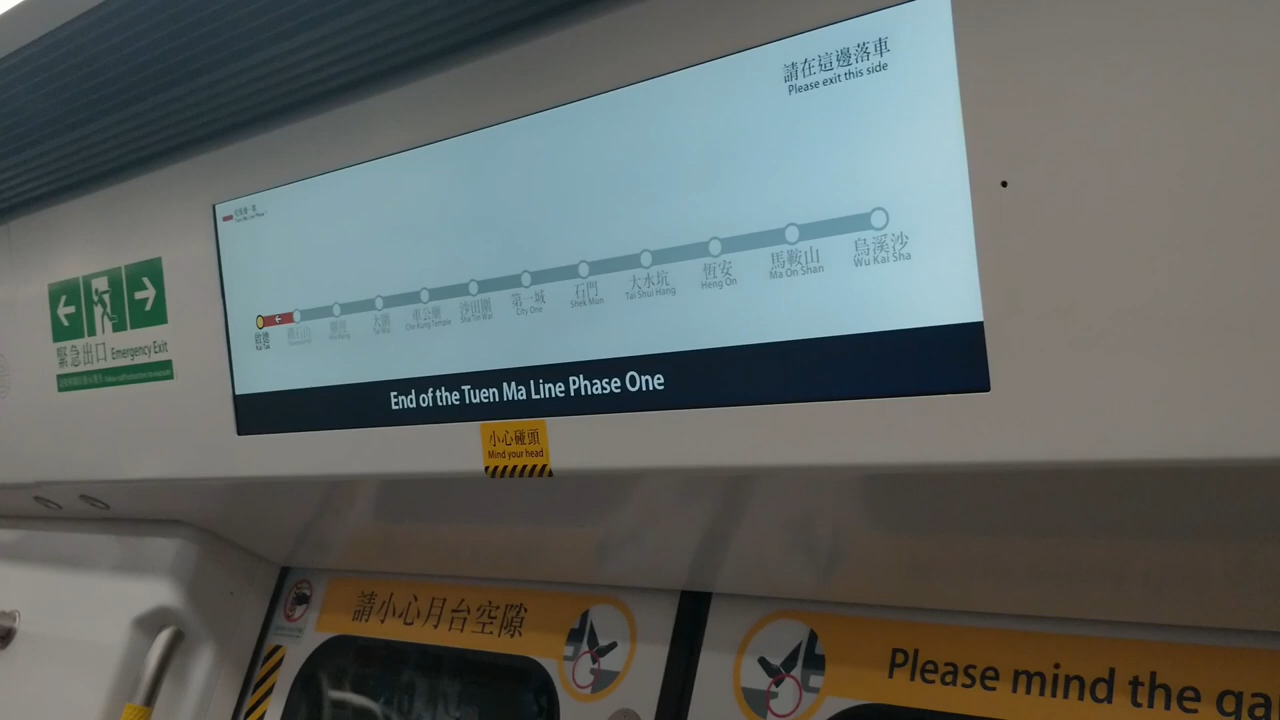 請在這邊落車
Please exit this side
啟德
大圍
車公廟
Che Kung Temple
沙田圍
Sha Tin Wai
第一城
City One
石門
Shek Mun
大水坑
Tai Shui Hang
恆安
Heng On
馬鞍山
Ma On Shan
烏溪沙
Wu Kai Sha
End of the Tuen Ma Line Phase One
緊急出口 Emergency Exit
小心碰頭
Mind your head
請小心月台空隙
Please mind the ga